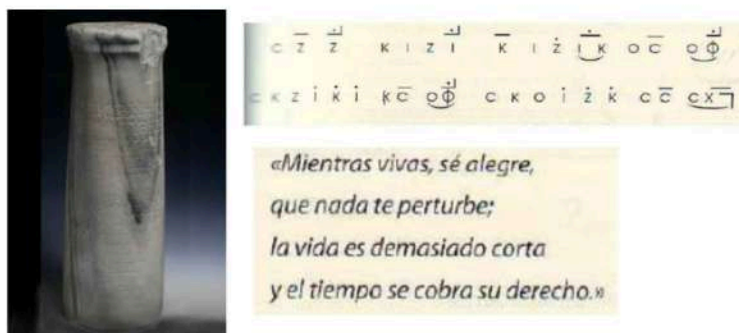 C Z̅ Z̅ K I Z I̅ K̅ I Ż İ K O C̅ O Φ̇
C K Z İ K̇ İ K̇ C̅ O Φ̇ C K O İ Ż K̇ C C̅ C X̅
«Mientras vivas, sé alegre,
que nada te perturbe;
la vida es demasiado corta
y el tiempo se cobra su derecho.»